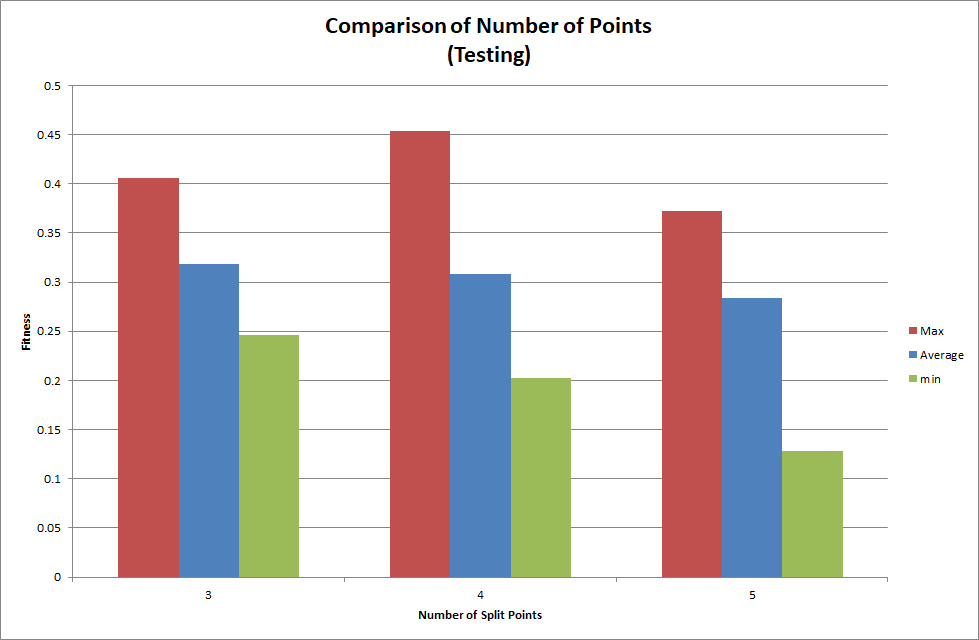 Comparison of Number of Points
(Testing)
0.5
0.45
0.4
0.35
0.3
0.25
0.2
0.15
0.1
0.05
0
Fitness
3
4
5
Number of Split Points
Max
Average
min